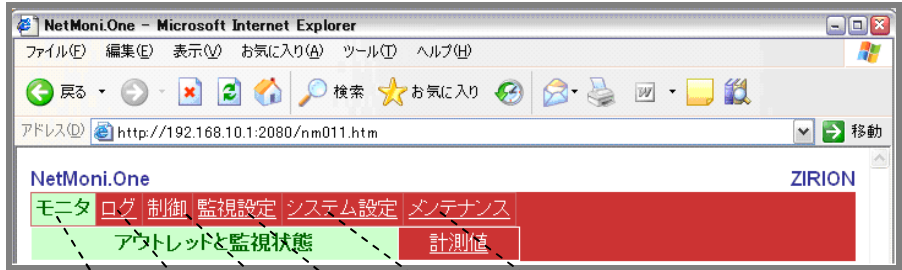 NetMoni.One - Microsoft Internet Explorer
ファイル(F) 編集(E) 表示(V) お気に入り(A) ツール(T) ヘルプ(H)
戻る 検索 お気に入り
アドレス(D) http://192.168.10.1:2080/nm011.htm 移動
NetMoni.One ZIRION
モニタ ログ 制御 監視設定 システム設定 メンテナンス
アウトレットと監視状態 計測値